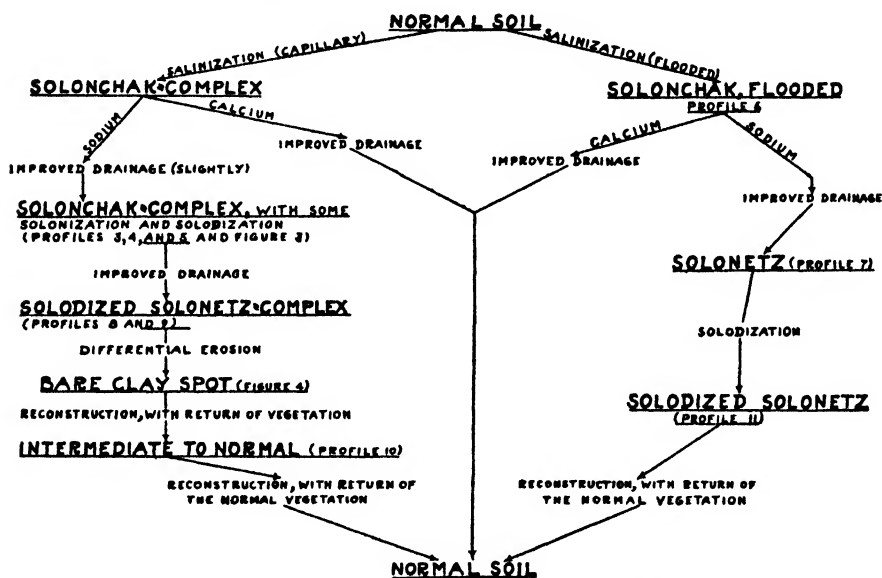 NORMAL SOIL
SALINIZATION (CAPILLARY)
SALINIZATION (FLOODED)
SOLONCHAK-COMPLEX
SOLONCHAK, FLOODED
PROFILE 6
SODIUM
CALCIUM
CALCIUM
SODIUM
IMPROVED DRAINAGE
IMPROVED DRAINAGE
IMPROVED DRAINAGE (SLIGHTLY)
IMPROVED DRAINAGE
SOLONCHAK-COMPLEX, WITH SOME
SOLONIZATION AND SOLODIZATION
(PROFILES 3, 4, AND 5 AND FIGURE 3)
SOLONETZ (PROFILE 7)
IMPROVED DRAINAGE
SOLODIZED SOLONETZ-COMPLEX
(PROFILES 8 AND 9)
SOLODIZATION
DIFFERENTIAL EROSION
BARE CLAY SPOT (FIGURE 4)
SOLODIZED SOLONETZ
(PROFILE 11)
RECONSTRUCTION, WITH RETURN OF VEGETATION
INTERMEDIATE TO NORMAL (PROFILE 10)
RECONSTRUCTION, WITH RETURN OF
THE NORMAL VEGETATION
RECONSTRUCTION, WITH RETURN OF
THE NORMAL VEGETATION
NORMAL SOIL